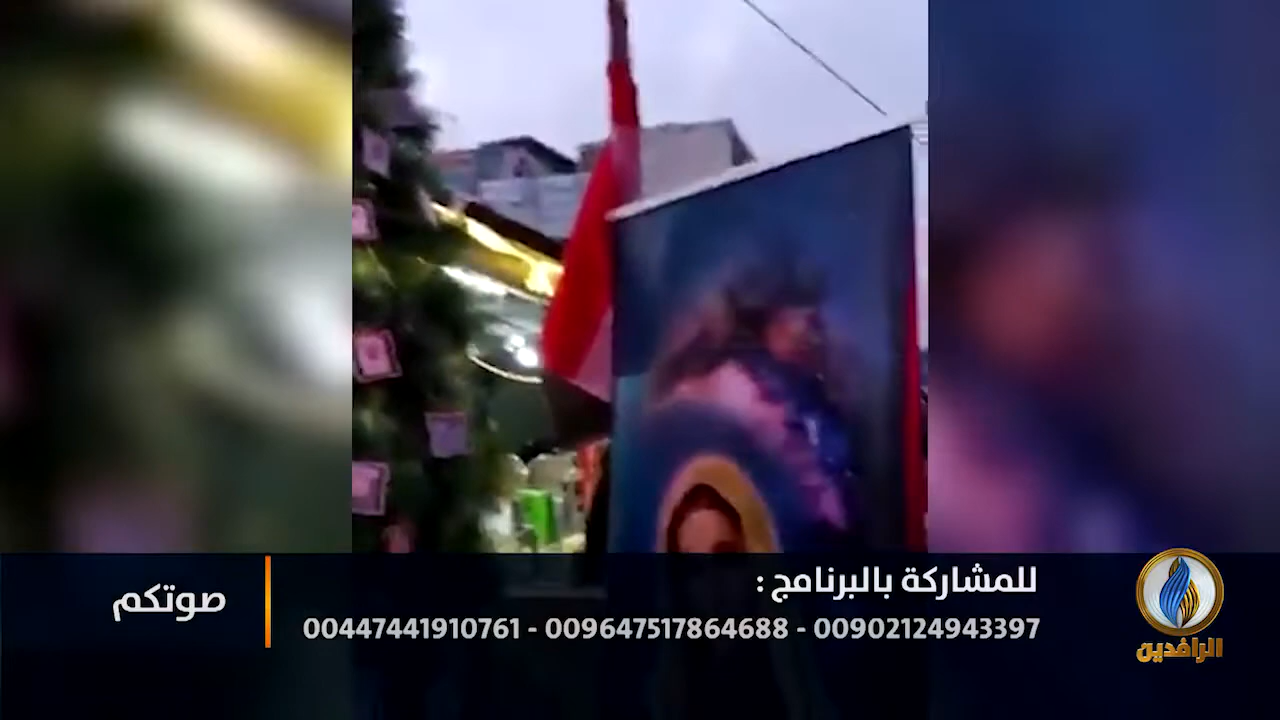 للمشاركة بالبرنامج :
صوتكم
00447441910761 - 009647517864688 - 00902124943397
الرافدين